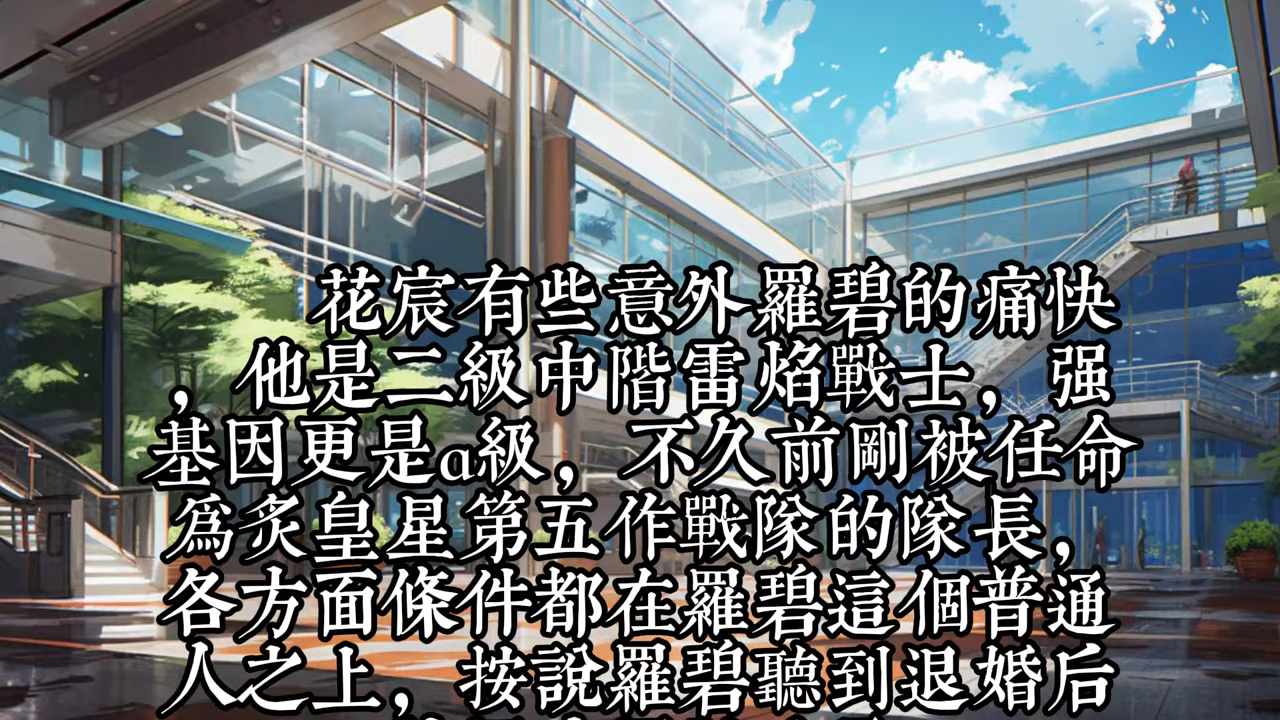 花宸有些意外羅碧的痛快
，他是二級中階雷焰戰士，强
基因更是α級，不久前剛被任命
爲炙皇星第五作戰隊的隊長，
各方面條件都在羅碧這個普通
人之上，按說羅碧聽到退婚后